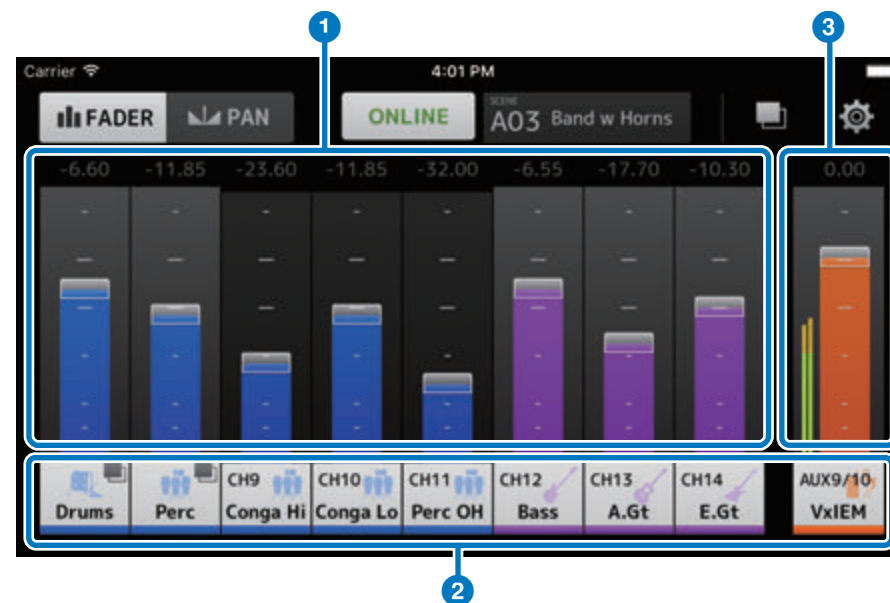 1 3
Carrier 4:01 PM
FADER PAN ONLINE SCENE A03 Band w Horns
-6.60 -11.85 -23.60 -11.85 -32.00 -6.55 -17.70 -10.30 0.00
CH9 CH10 CH11 CH12 CH13 CH14 AUX9/10
Drums Perc Conga Hi Conga Lo Perc OH Bass A.Gt E.Gt VxIEM
2